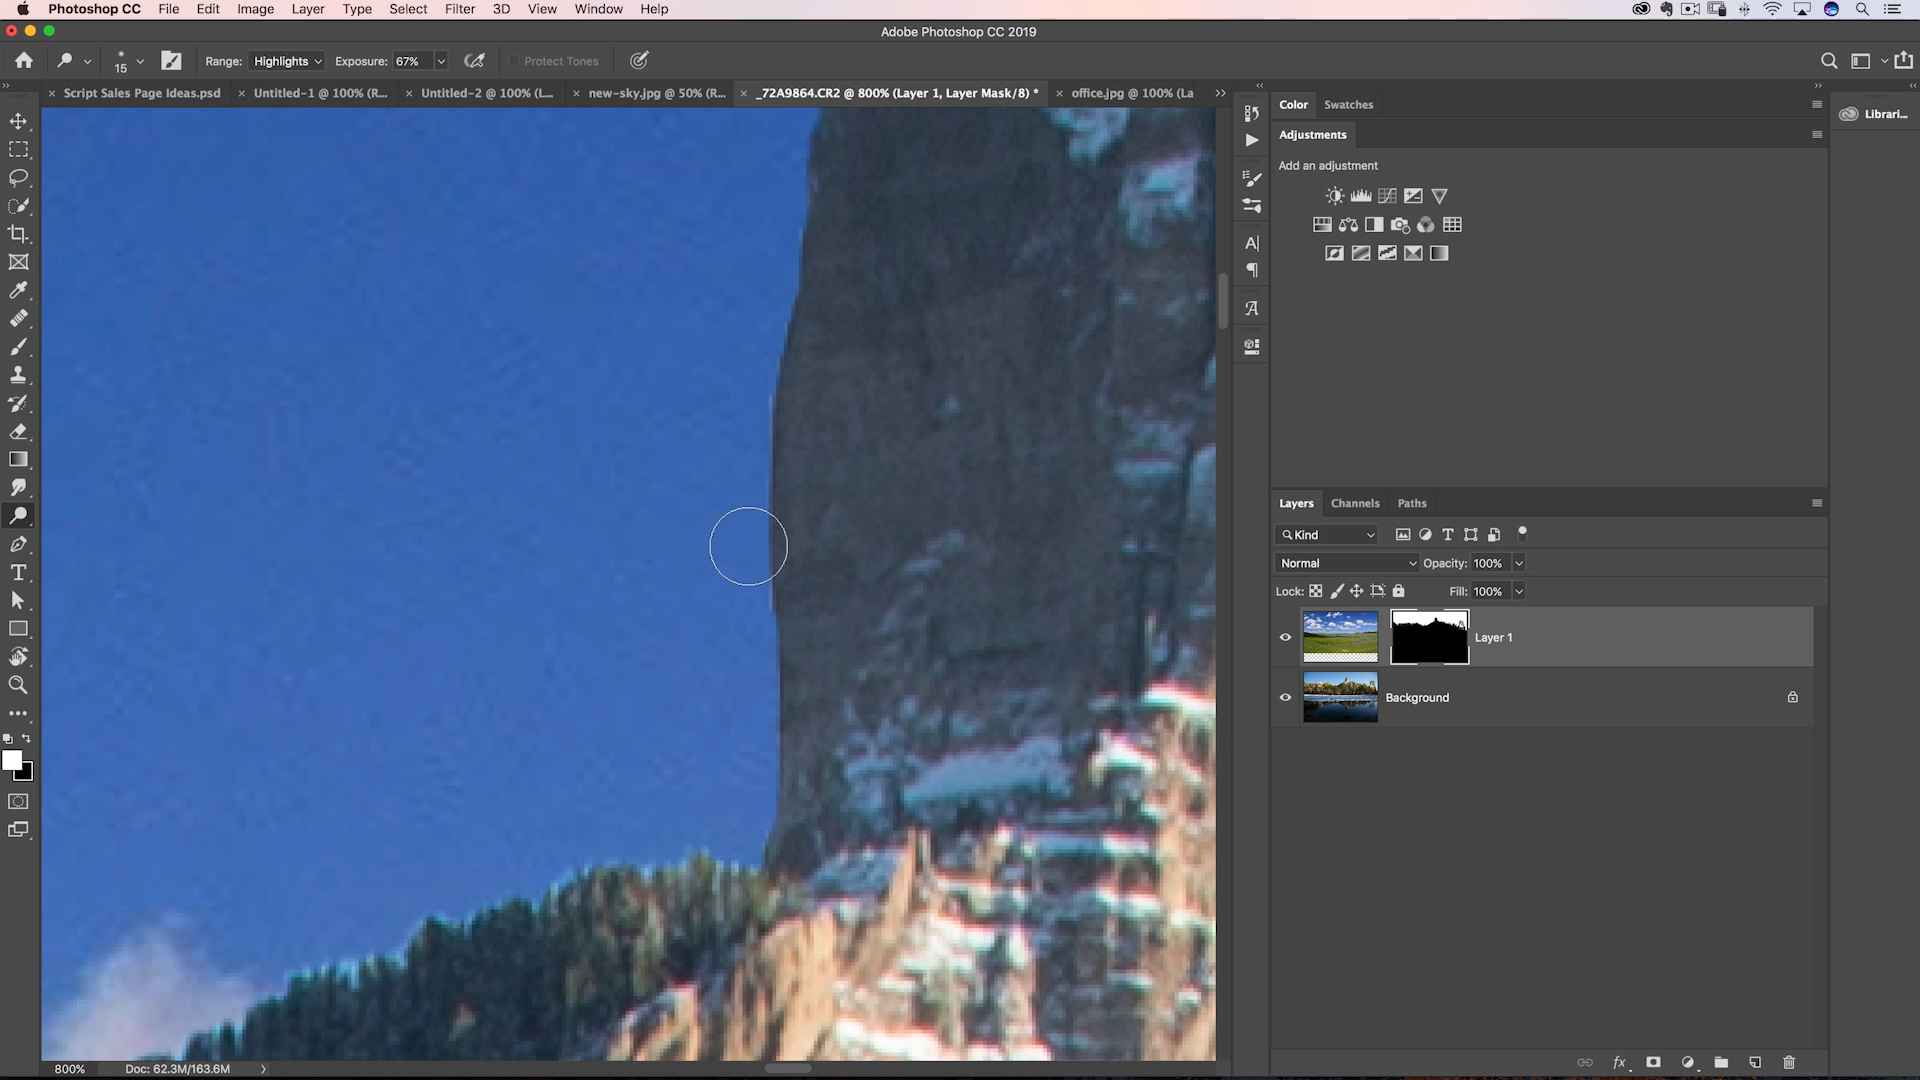 Photoshop CC File Edit Image Layer Type Select Filter 3D View Window Help
Adobe Photoshop CC 2019
15 Range: Highlights Exposure: 67% Protect Tones
× Script Sales Page Ideas.psd × Untitled-1 @ 100% (R... × Untitled-2 @ 100% (L... × new-sky.jpg @ 50% (R... × _72A9864.CR2 @ 800% (Layer 1, Layer Mask/8) * × office.jpg @ 100% (La
Color Swatches
Librari...
Adjustments
Add an adjustment
Layers Channels Paths
Kind
Normal Opacity: 100%
Lock: Fill: 100%
Layer 1
Background
800% Doc: 62.3M/163.6M